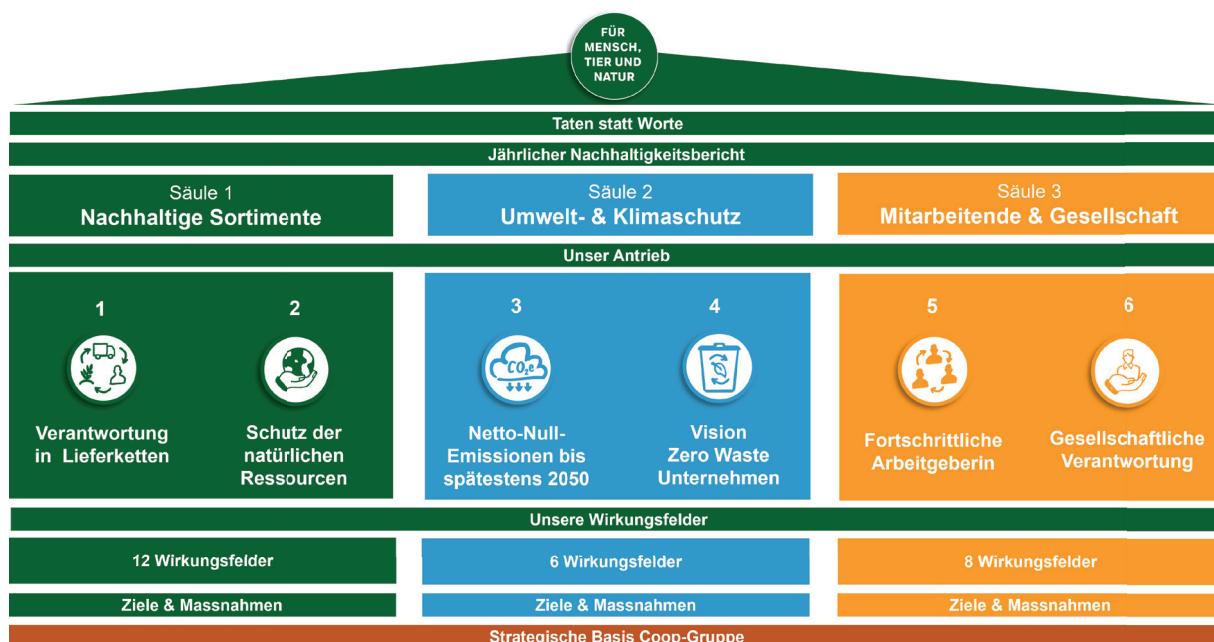 FÜR
MENSCH,
TIER UND
NATUR
Taten statt Worte
Jährlicher Nachhaltigkeitsbericht
Säule 1
Nachhaltige Sortimente
Säule 2
Umwelt- & Klimaschutz
Säule 3
Mitarbeitende & Gesellschaft
Unser Antrieb
1
Verantwortung
in Lieferketten
2
Schutz der
natürlichen
Ressourcen
3
CO₂e
Netto-Null-
Emissionen bis
spätestens 2050
4
Vision
Zero Waste
Unternehmen
5
Fortschrittliche
Arbeitgeberin
6
Gesellschaftliche
Verantwortung
Unsere Wirkungsfelder
12 Wirkungsfelder
6 Wirkungsfelder
8 Wirkungsfelder
Ziele & Massnahmen
Ziele & Massnahmen
Ziele & Massnahmen
Strategische Basis Coop-Gruppe